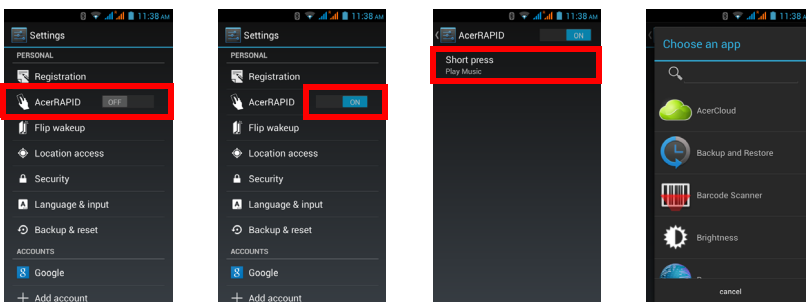 11:38 AM
Settings
PERSONAL
Registration
AcerRAPID OFF
Flip wakeup
Location access
Security
A Language & input
Backup & reset
ACCOUNTS
8 Google
Add account
11:38 AM
Settings
PERSONAL
Registration
AcerRAPID ON
Flip wakeup
Location access
Security
A Language & input
Backup & reset
ACCOUNTS
8 Google
Add account
11:38 AM
AcerRAPID ON
Short press
Play Music
11:38 A
Choose an app
AcerCloud
Backup and Restore
Barcode Scanner
Brightness
cancel